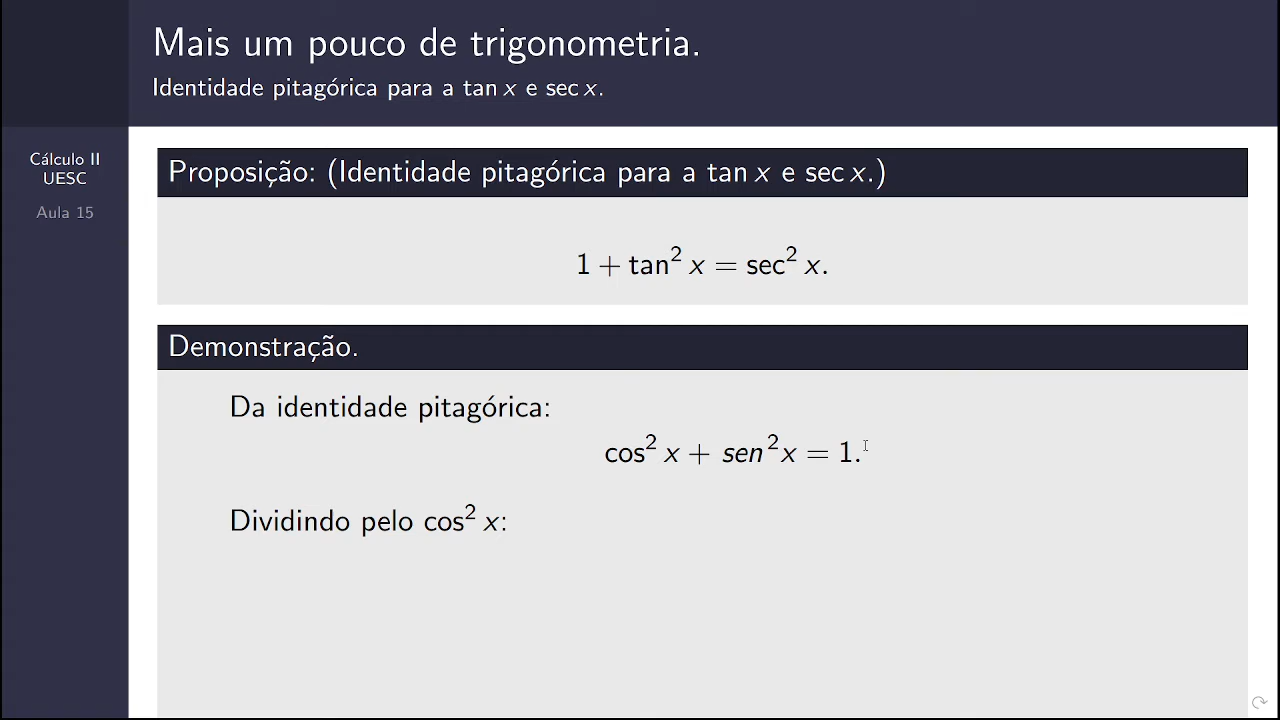 Mais um pouco de trigonometria.
Identidade pitagórica para a tan x e sec x.
Cálculo II
UESC
Aula 15
Proposição: (Identidade pitagórica para a tan x e sec x.)
1 + tan² x = sec² x.
Demonstração.
Da identidade pitagórica:
cos² x + sen² x = 1.
Dividindo pelo cos² x: